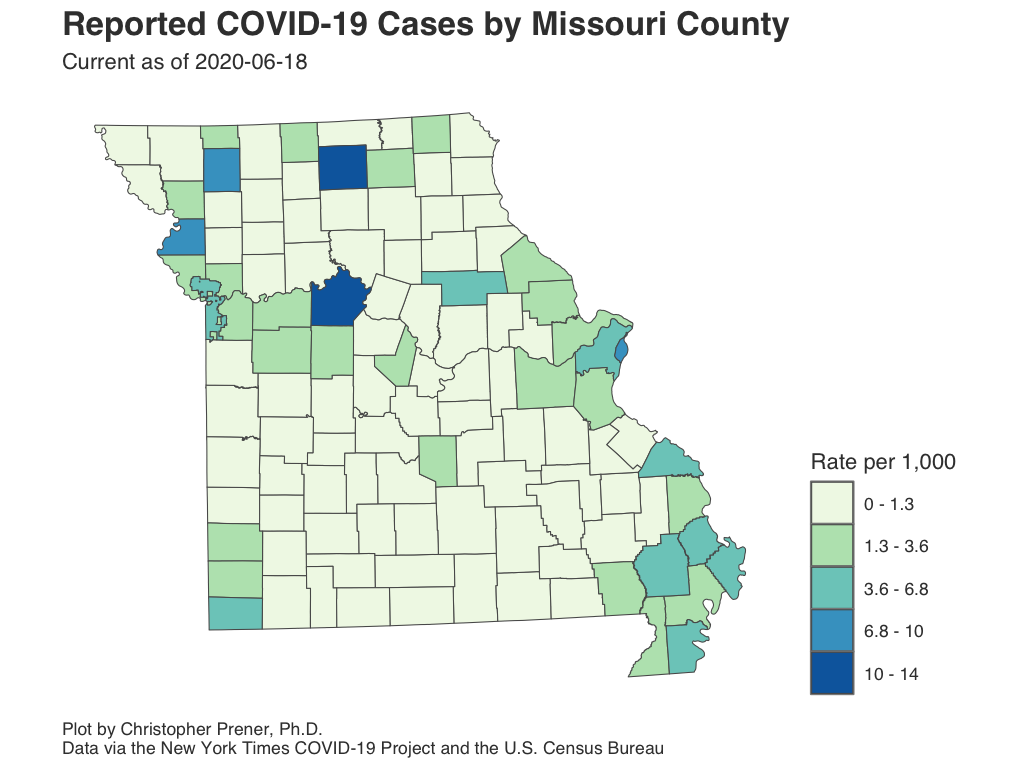 Reported COVID-19 Cases by Missouri County
Current as of 2020-06-18
Rate per 1,000
0 - 1.3
1.3 - 3.6
3.6 - 6.8
6.8 - 10
10 - 14
Plot by Christopher Prener, Ph.D.
Data via the New York Times COVID-19 Project and the U.S. Census Bureau